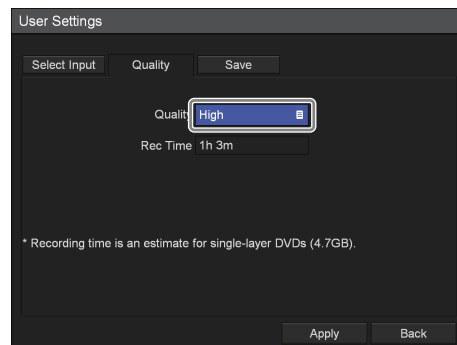 User Settings
Select Input Quality Save
Quality High
Rec Time 1h 3m
* Recording time is an estimate for single-layer DVDs (4.7GB).
Apply Back